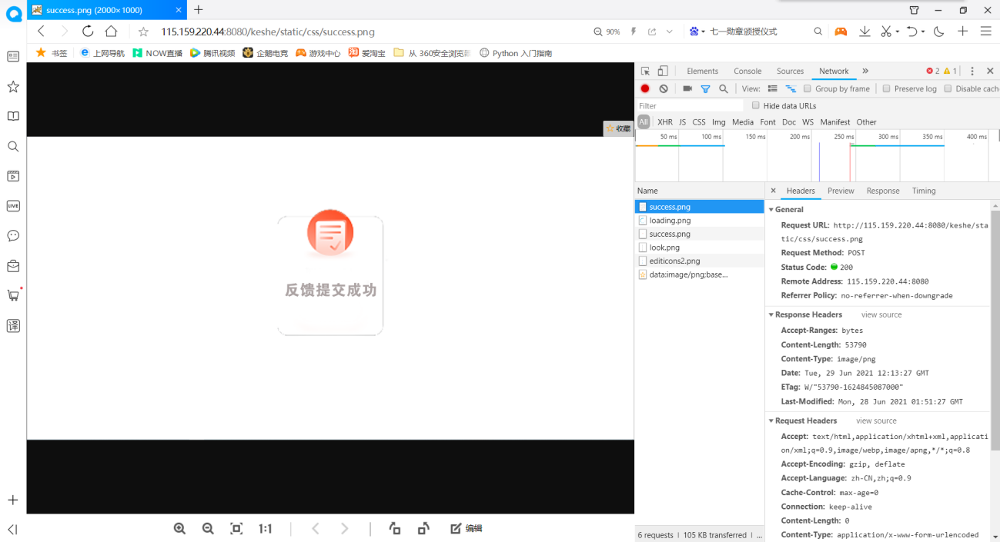 success.png (2000×1000)
115.159.220.44:8080/keshe/static/css/success.png
90%
七一勋章颁授仪式
书签
上网导航
NOW直播
腾讯视频
企鹅电竞
游戏中心
爱淘宝
从 360安全浏览器
Python 入门指南
LIVE
译
收藏
反馈提交成功
1:1
编辑
Elements Console Sources Network
2 1
View: Group by frame Preserve log Disable cach
Filter Hide data URLs
All XHR JS CSS Img Media Font Doc WS Manifest Other
50 ms 100 ms 150 ms 200 ms 250 ms 300 ms 350 ms 400 ms
Name
success.png
loading.png
success.png
look.png
editicons2.png
data:image/png;base...
6 requests | 105 KB transferred | ...
Headers Preview Response Timing
General
Request URL: http://115.159.220.44:8080/keshe/sta
tic/css/success.png
Request Method: POST
Status Code: 200
Remote Address: 115.159.220.44:8080
Referrer Policy: no-referrer-when-downgrade
Response Headers view source
Accept-Ranges: bytes
Content-Length: 53790
Content-Type: image/png
Date: Tue, 29 Jun 2021 12:13:27 GMT
ETag: W/"53790-1624845087000"
Last-Modified: Mon, 28 Jun 2021 01:51:27 GMT
Request Headers view source
Accept: text/html,application/xhtml+xml,applicati
on/xml;q=0.9,image/webp,image/apng,*/*;q=0.8
Accept-Encoding: gzip, deflate
Accept-Language: zh-CN,zh;q=0.9
Cache-Control: max-age=0
Connection: keep-alive
Content-Length: 0
Content-Type: application/x-www-form-urlencoded